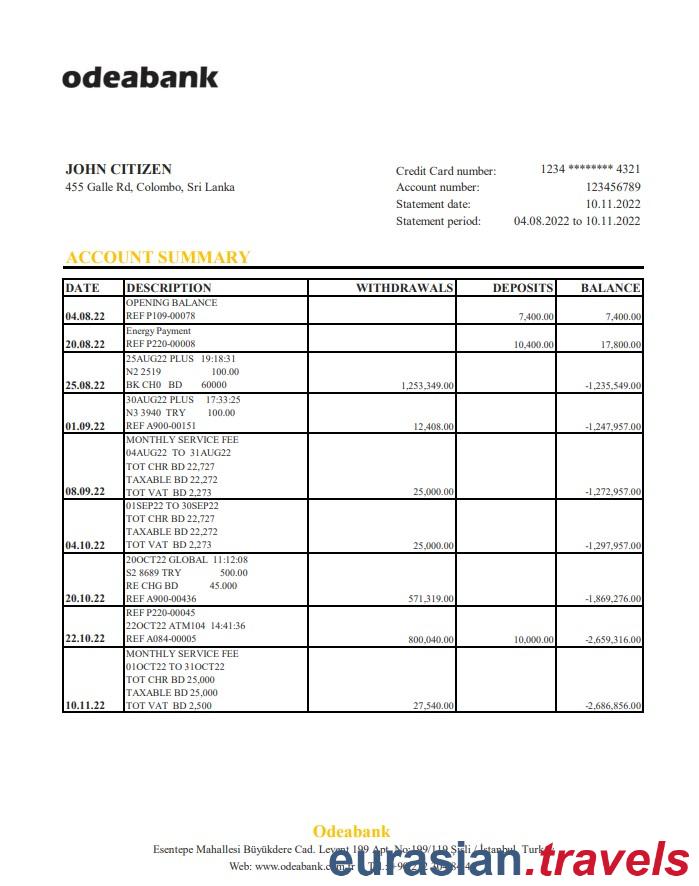 odeabank
JOHN CITIZEN
455 Galle Rd, Colombo, Sri Lanka
Credit Card number: 1234 ******** 4321
Account number: 123456789
Statement date: 10.11.2022
Statement period: 04.08.2022 to 10.11.2022
ACCOUNT SUMMARY
DATE DESCRIPTION WITHDRAWALS DEPOSITS BALANCE
OPENING BALANCE
04.08.22 REF P109-00078 7,400.00 7,400.00
Energy Payment
20.08.22 REF P220-00008 10,400.00 17,800.00
25AUG22 PLUS 19:18:31
N2 2519 100.00
25.08.22 BK CH0 BD 60000 1,253,349.00 -1,235,549.00
30AUG22 PLUS 17:33:25
N3 3940 TRY 100.00
01.09.22 REF A900-00151 12,408.00 -1,247,957.00
MONTHLY SERVICE FEE
04AUG22 TO 31AUG22
TOT CHR BD 22,727
TAXABLE BD 22,272
08.09.22 TOT VAT BD 2,273 25,000.00 -1,272,957.00
01SEP22 TO 30SEP22
TOT CHR BD 22,727
TAXABLE BD 22,272
04.10.22 TOT VAT BD 2,273 25,000.00 -1,297,957.00
20OCT22 GLOBAL 11:12:08
S2 8689 TRY 500.00
RE CHG BD 45.000
20.10.22 REF A900-00436 571,319.00 -1,869,276.00
REF P220-00045
22OCT22 ATM104 14:41:36
22.10.22 REF A084-00005 800,040.00 10,000.00 -2,659,316.00
MONTHLY SERVICE FEE
01OCT22 TO 31OCT22
TOT CHR BD 25,000
TAXABLE BD 25,000
10.11.22 TOT VAT BD 2,500 27,540.00 -2,686,856.00
Odeabank
Esentepe Mahallesi Büyükdere Cad. Levent 199 Apt. No:199/119 Şişli / İstanbul,
Web: www.odeabank.com.tr
eurasian.travels